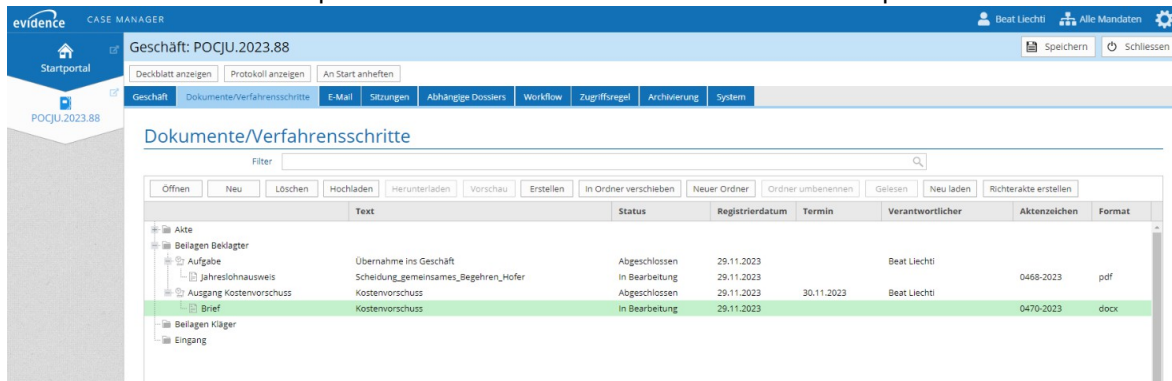 evidence CASE MANAGER Beat Liechti Alle Mandaten
Startportal
POCJU.2023.88
Geschäft: POCJU.2023.88 Speichern Schliessen
Deckblatt anzeigen Protokoll anzeigen An Start anheften
Geschäft Dokumente/Verfahrensschritte E-Mail Sitzungen Abhängige Dossiers Workflow Zugriffsregel Archivierung System
Dokumente/Verfahrensschritte
Filter
Öffnen Neu Löschen Hochladen Herunterladen Vorschau Erstellen In Ordner verschieben Neuer Ordner Ordner umbenennen Gelesen Neu laden Richterakte erstellen
Text Status Registrierdatum Termin Verantwortlicher Aktenzeichen Format
Akte
Beilagen Beklagter
Aufgabe Übernahme ins Geschäft Abgeschlossen 29.11.2023 Beat Liechti
Jahreslohnausweis Scheidung_gemeinsames_Begehren_Hofer In Bearbeitung 29.11.2023 0468-2023 pdf
Ausgang Kostenvorschuss Kostenvorschuss Abgeschlossen 29.11.2023 30.11.2023 Beat Liechti
Brief Kostenvorschuss In Bearbeitung 29.11.2023 0470-2023 docx
Beilagen Kläger
Eingang